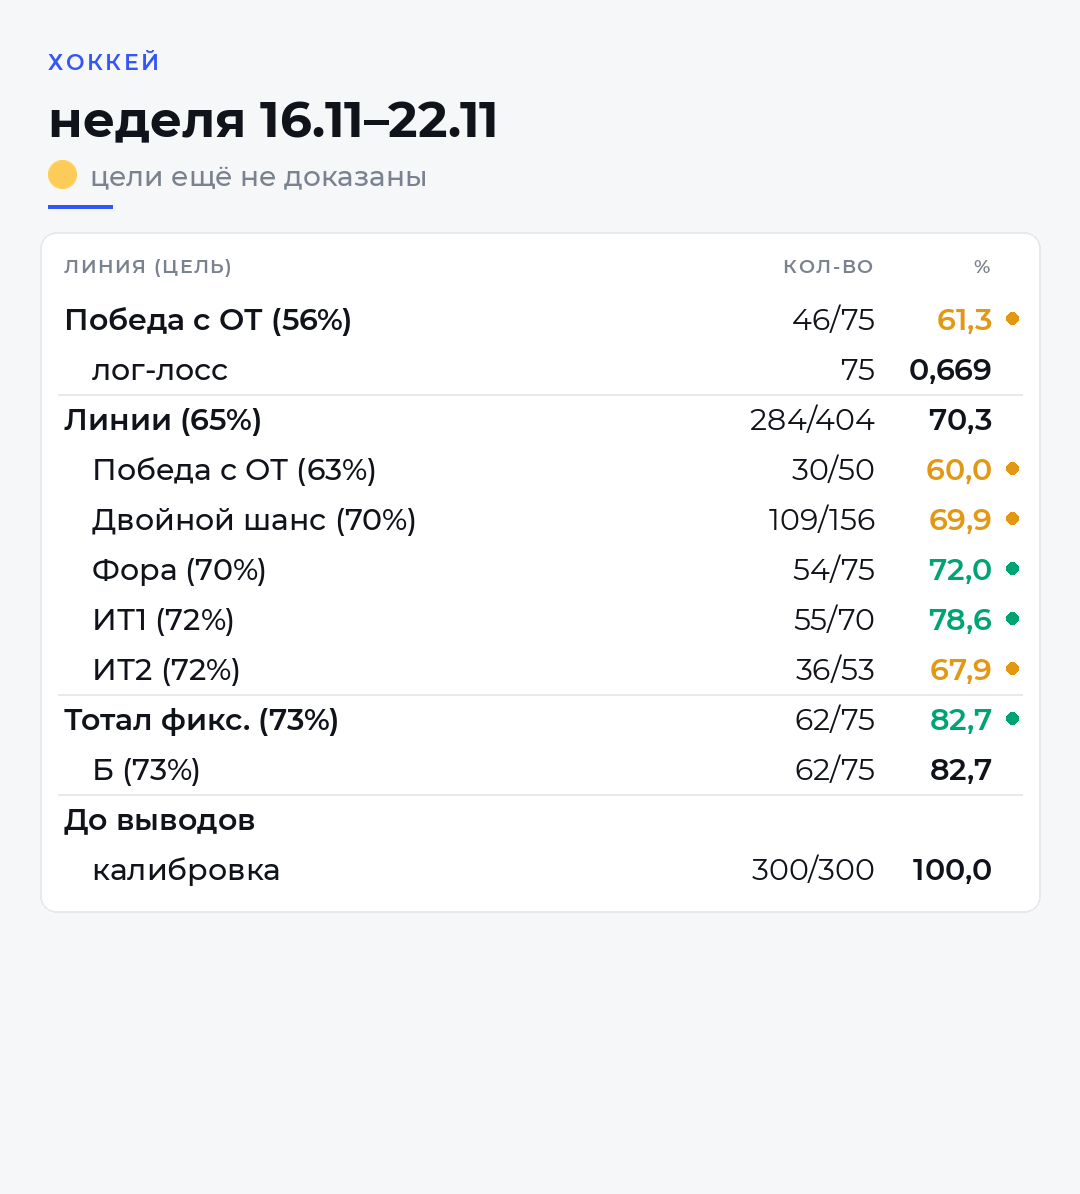 ХОККЕЙ
неделя 16.11–22.11
цели ещё не доказаны
ЛИНИЯ (ЦЕЛЬ) КОЛ-ВО %
Победа с ОТ (56%) 46/75 61,3
лог-лосс 75 0,669
Линии (65%) 284/404 70,3
Победа с ОТ (63%) 30/50 60,0
Двойной шанс (70%) 109/156 69,9
Фора (70%) 54/75 72,0
ИТ1 (72%) 55/70 78,6
ИТ2 (72%) 36/53 67,9
Тотал фикс. (73%) 62/75 82,7
Б (73%) 62/75 82,7
До выводов
калибровка 300/300 100,0